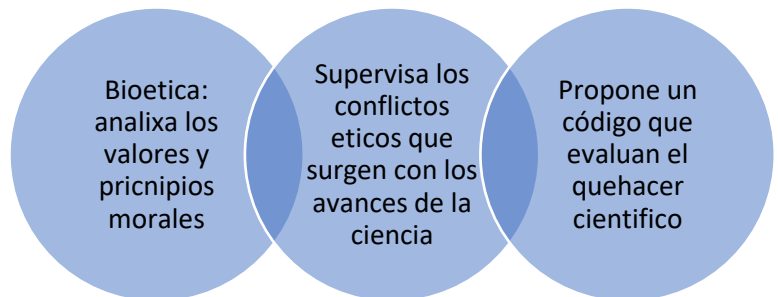 Bioetica:
analixa los
valores y
pricnipios
morales
Supervisa los
conflictos
eticos que
surgen con los
avances de la
ciencia
Propone un
código que
evaluan el
quehacer
cientifico